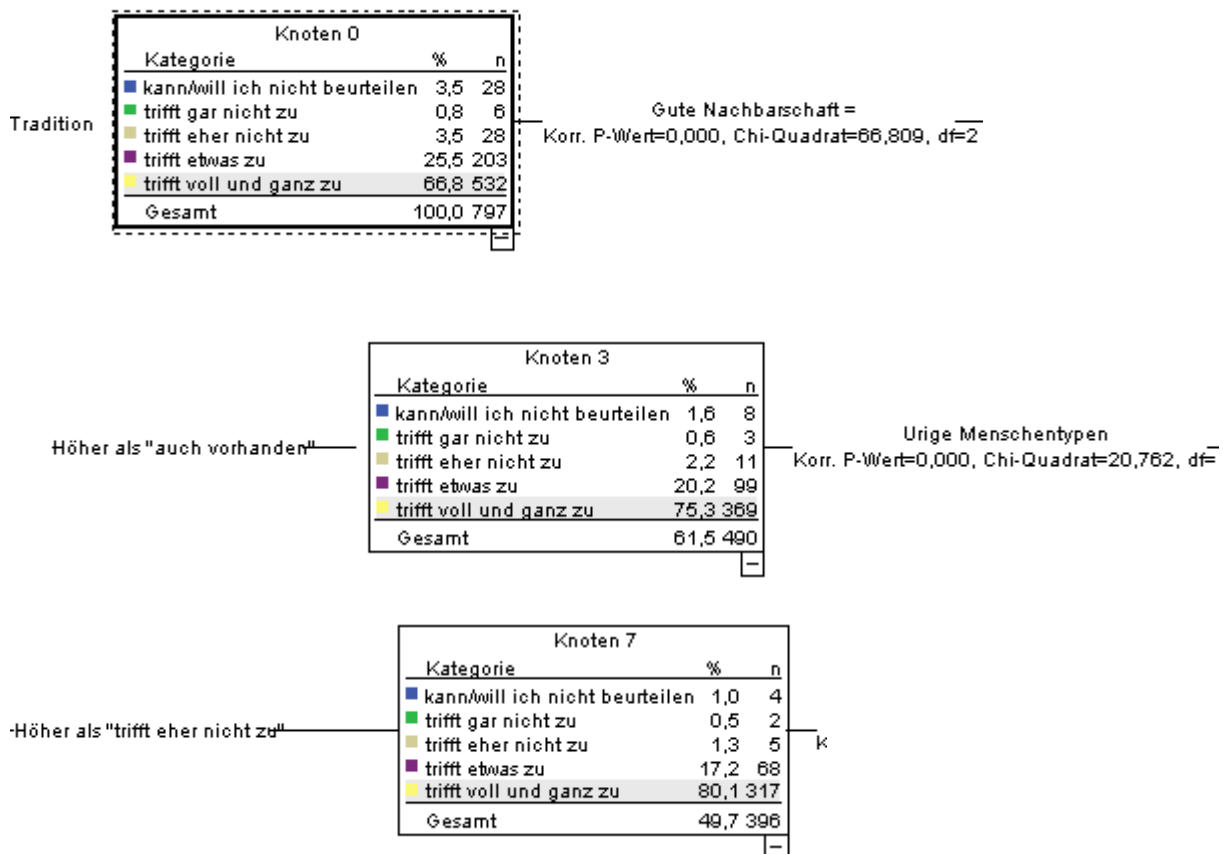 Knoten 0
Kategorie % n
kann/will ich nicht beurteilen 3,5 28
trifft gar nicht zu 0,8 6
trifft eher nicht zu 3,5 28
trifft etwas zu 25,5 203
trifft voll und ganz zu 66,8 532
Gesamt 100,0 797
Tradition
Gute Nachbarschaft =
Korr. P-Wert=0,000, Chi-Quadrat=66,809, df=2
Knoten 3
Kategorie % n
kann/will ich nicht beurteilen 1,6 8
trifft gar nicht zu 0,6 3
trifft eher nicht zu 2,2 11
trifft etwas zu 20,2 99
trifft voll und ganz zu 75,3 369
Gesamt 61,5 490
Höher als "auch vorhanden"
Urige Menschentypen
Korr. P-Wert=0,000, Chi-Quadrat=20,762, df=
Knoten 7
Kategorie % n
kann/will ich nicht beurteilen 1,0 4
trifft gar nicht zu 0,5 2
trifft eher nicht zu 1,3 5
trifft etwas zu 17,2 68
trifft voll und ganz zu 80,1 317
Gesamt 49,7 396
Höher als "trifft eher nicht zu"
K